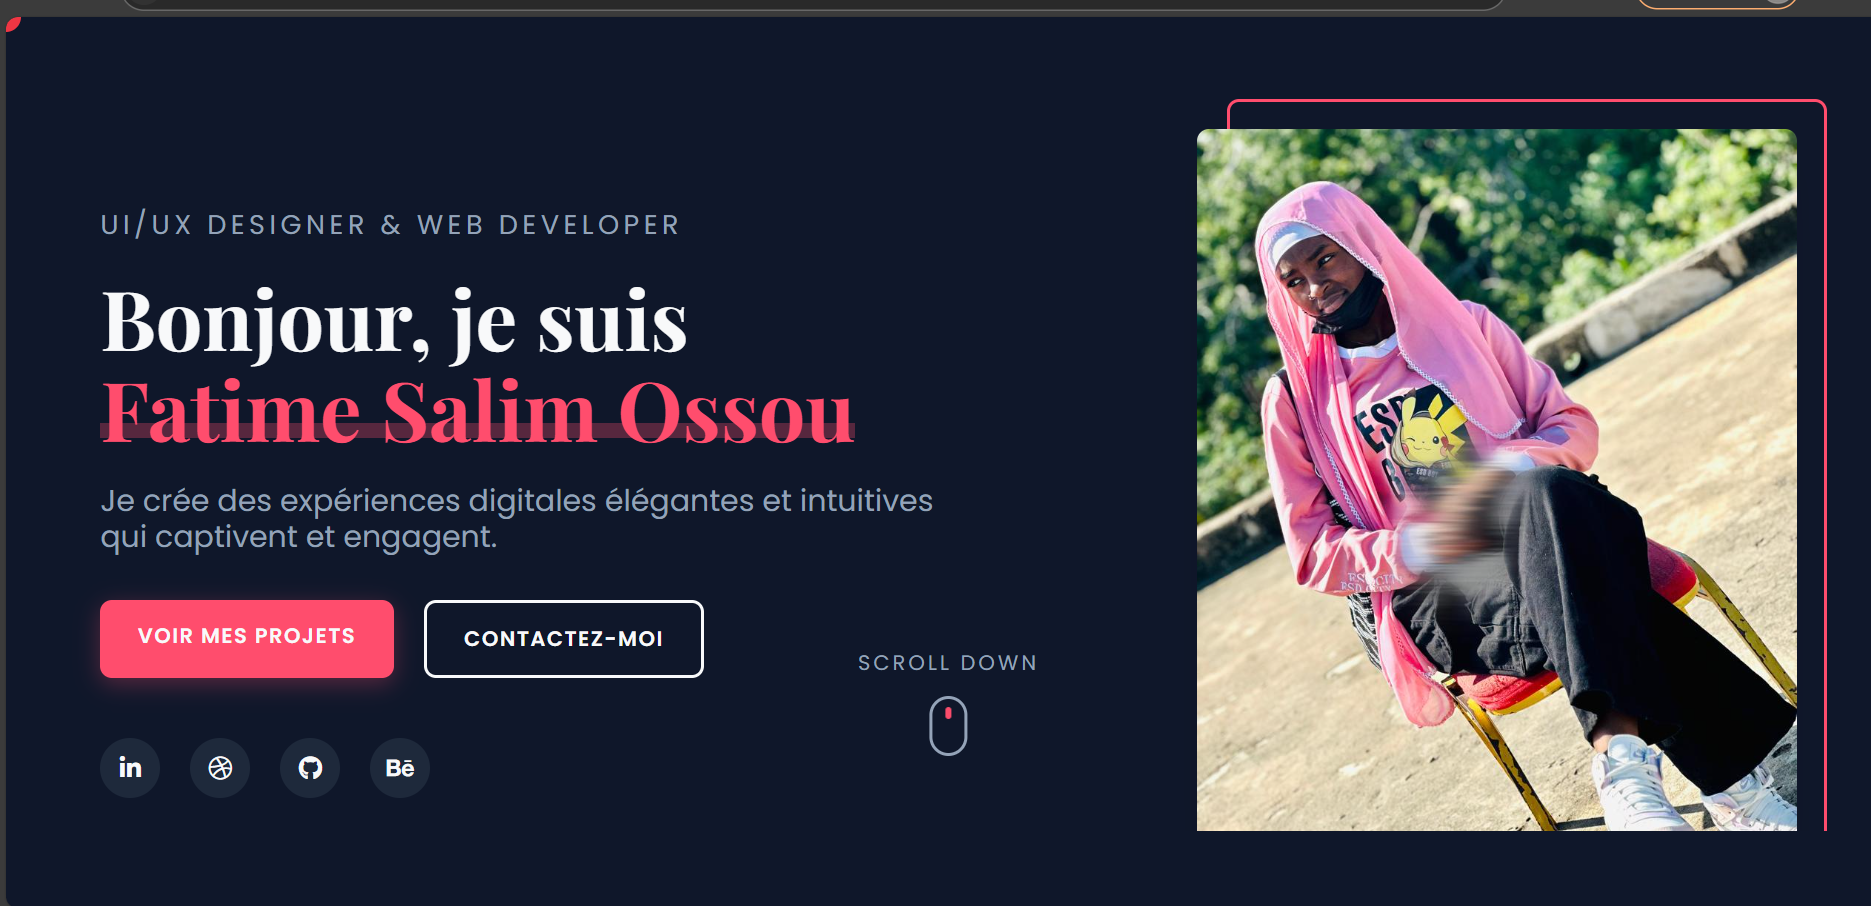 UI/UX DESIGNER & WEB DEVELOPER
Bonjour, je suis
Fatime Salim Ossou
Je crée des expériences digitales élégantes et intuitives
qui captivent et engagent.
VOIR MES PROJETS
CONTACTEZ-MOI
SCROLL DOWN
in
Bē